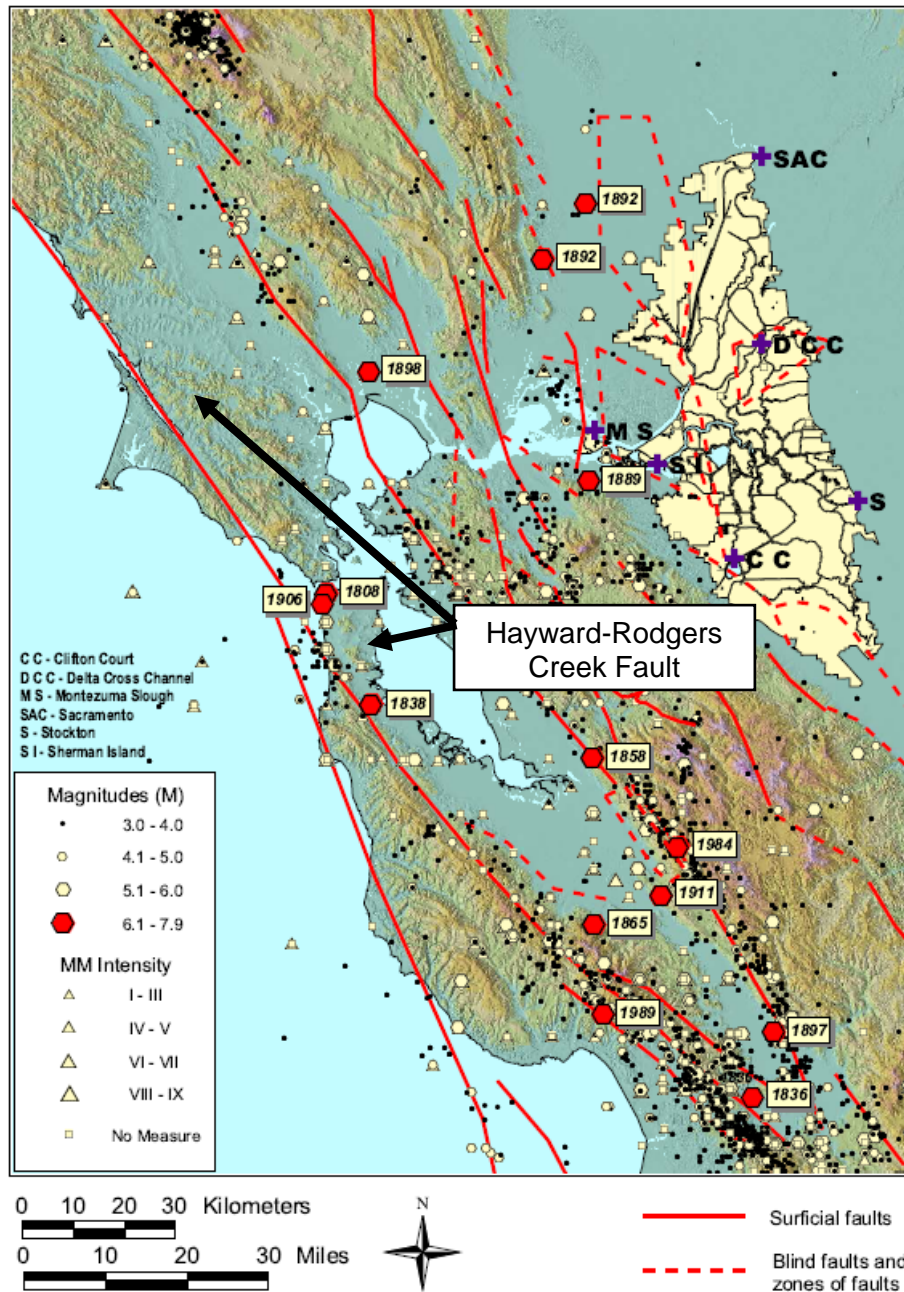 SAC
1892
1892
D C C
1898
M S
S I
1889
S
C C
1808
1906
Hayward-Rodgers
Creek Fault
C C - Clifton Court
D C C - Delta Cross Channel
M S - Montezuma Slough
SAC - Sacramento
S - Stockton
S I - Sherman Island
1838
1858
Magnitudes (M)
3.0 - 4.0
4.1 - 5.0
5.1 - 6.0
6.1 - 7.9
1984
1911
1865
MM Intensity
I - III
IV - V
VI - VII
VIII - IX
No Measure
1989
1897
1836
0 10 20 30 Kilometers
0 10 20 30 Miles
N
Surficial faults
Blind faults and
zones of faults